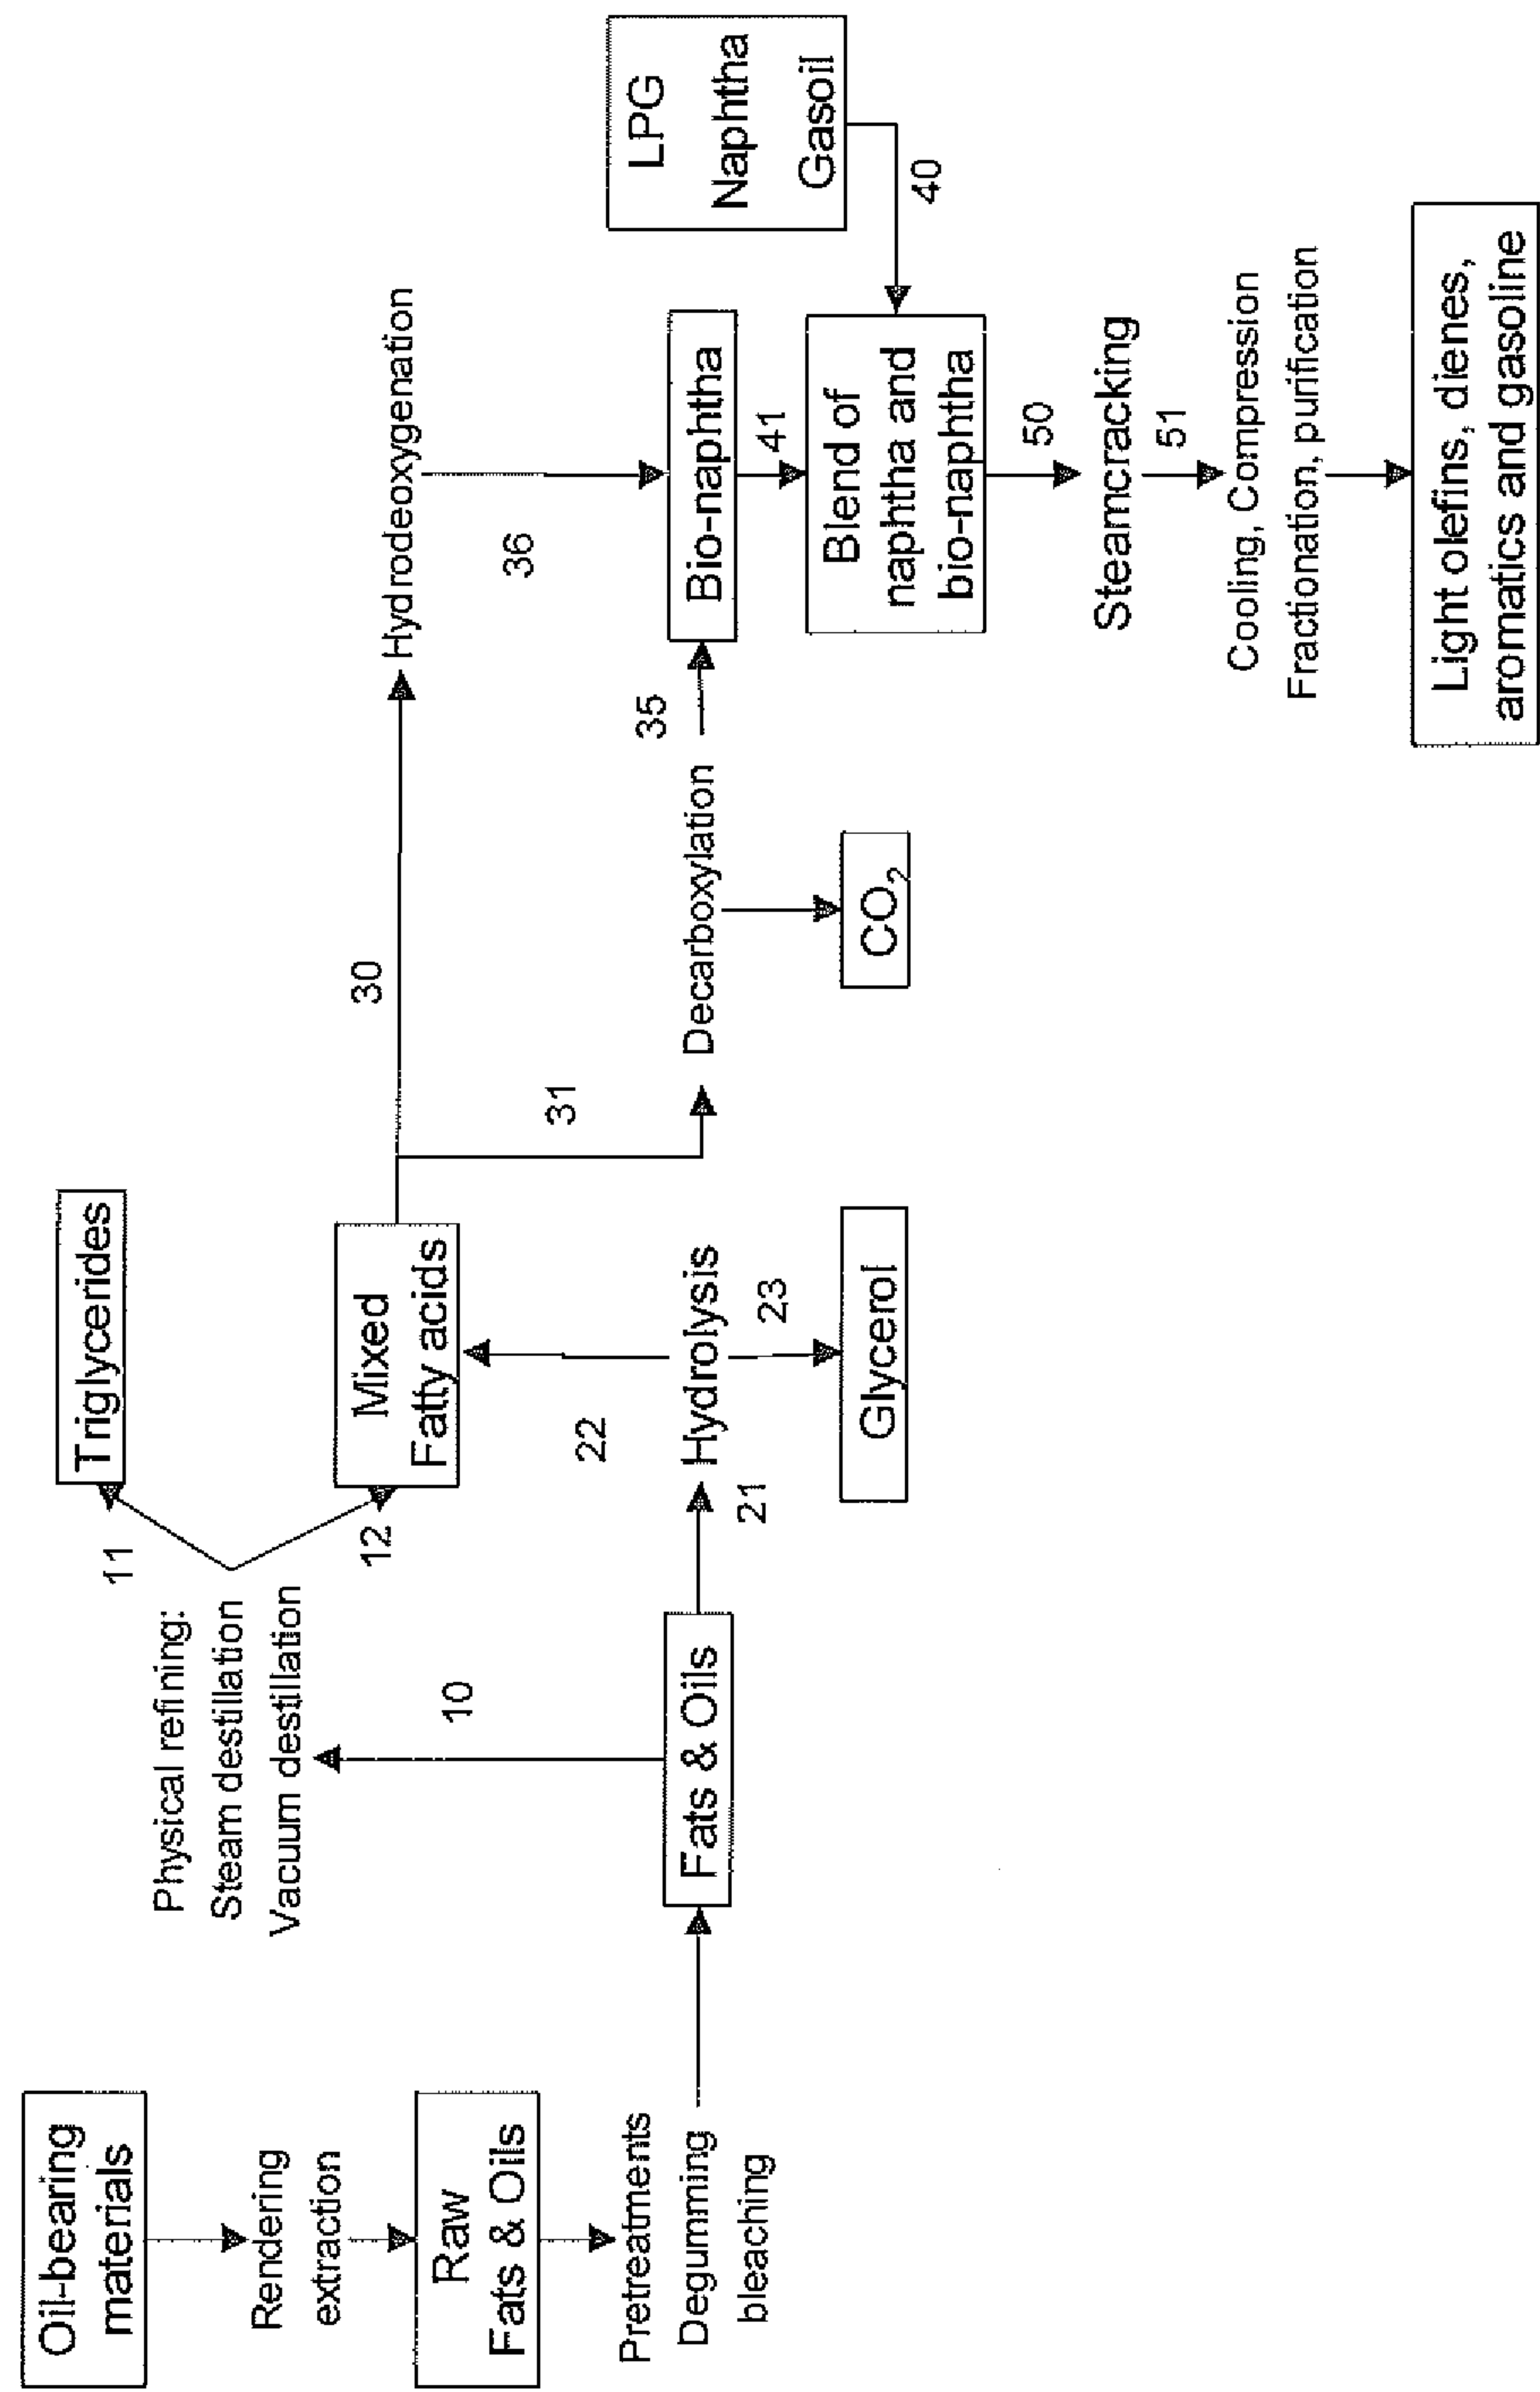 Oil-bearing
materials
Rendering
extraction
Raw
Fats & Oils
Pretreatments
Degumming
bleaching
Fats & Oils
10
Physical refining:
Steam destillation
Vacuum destillation
11
12
Triglycerides
Mixed
Fatty acids
21
Hydrolysis
22
23
Glycerol
30
31
Hydrodeoxygenation
36
Decarboxylation
CO₂
35
Bio-naphtha
41
LPG
Naphtha
Gasoil
40
Blend of
naphtha and
bio-naphtha
50
Steamcracking
51
Cooling, Compression
Fractionation, purification
Light olefins, dienes,
aromatics and gasoline